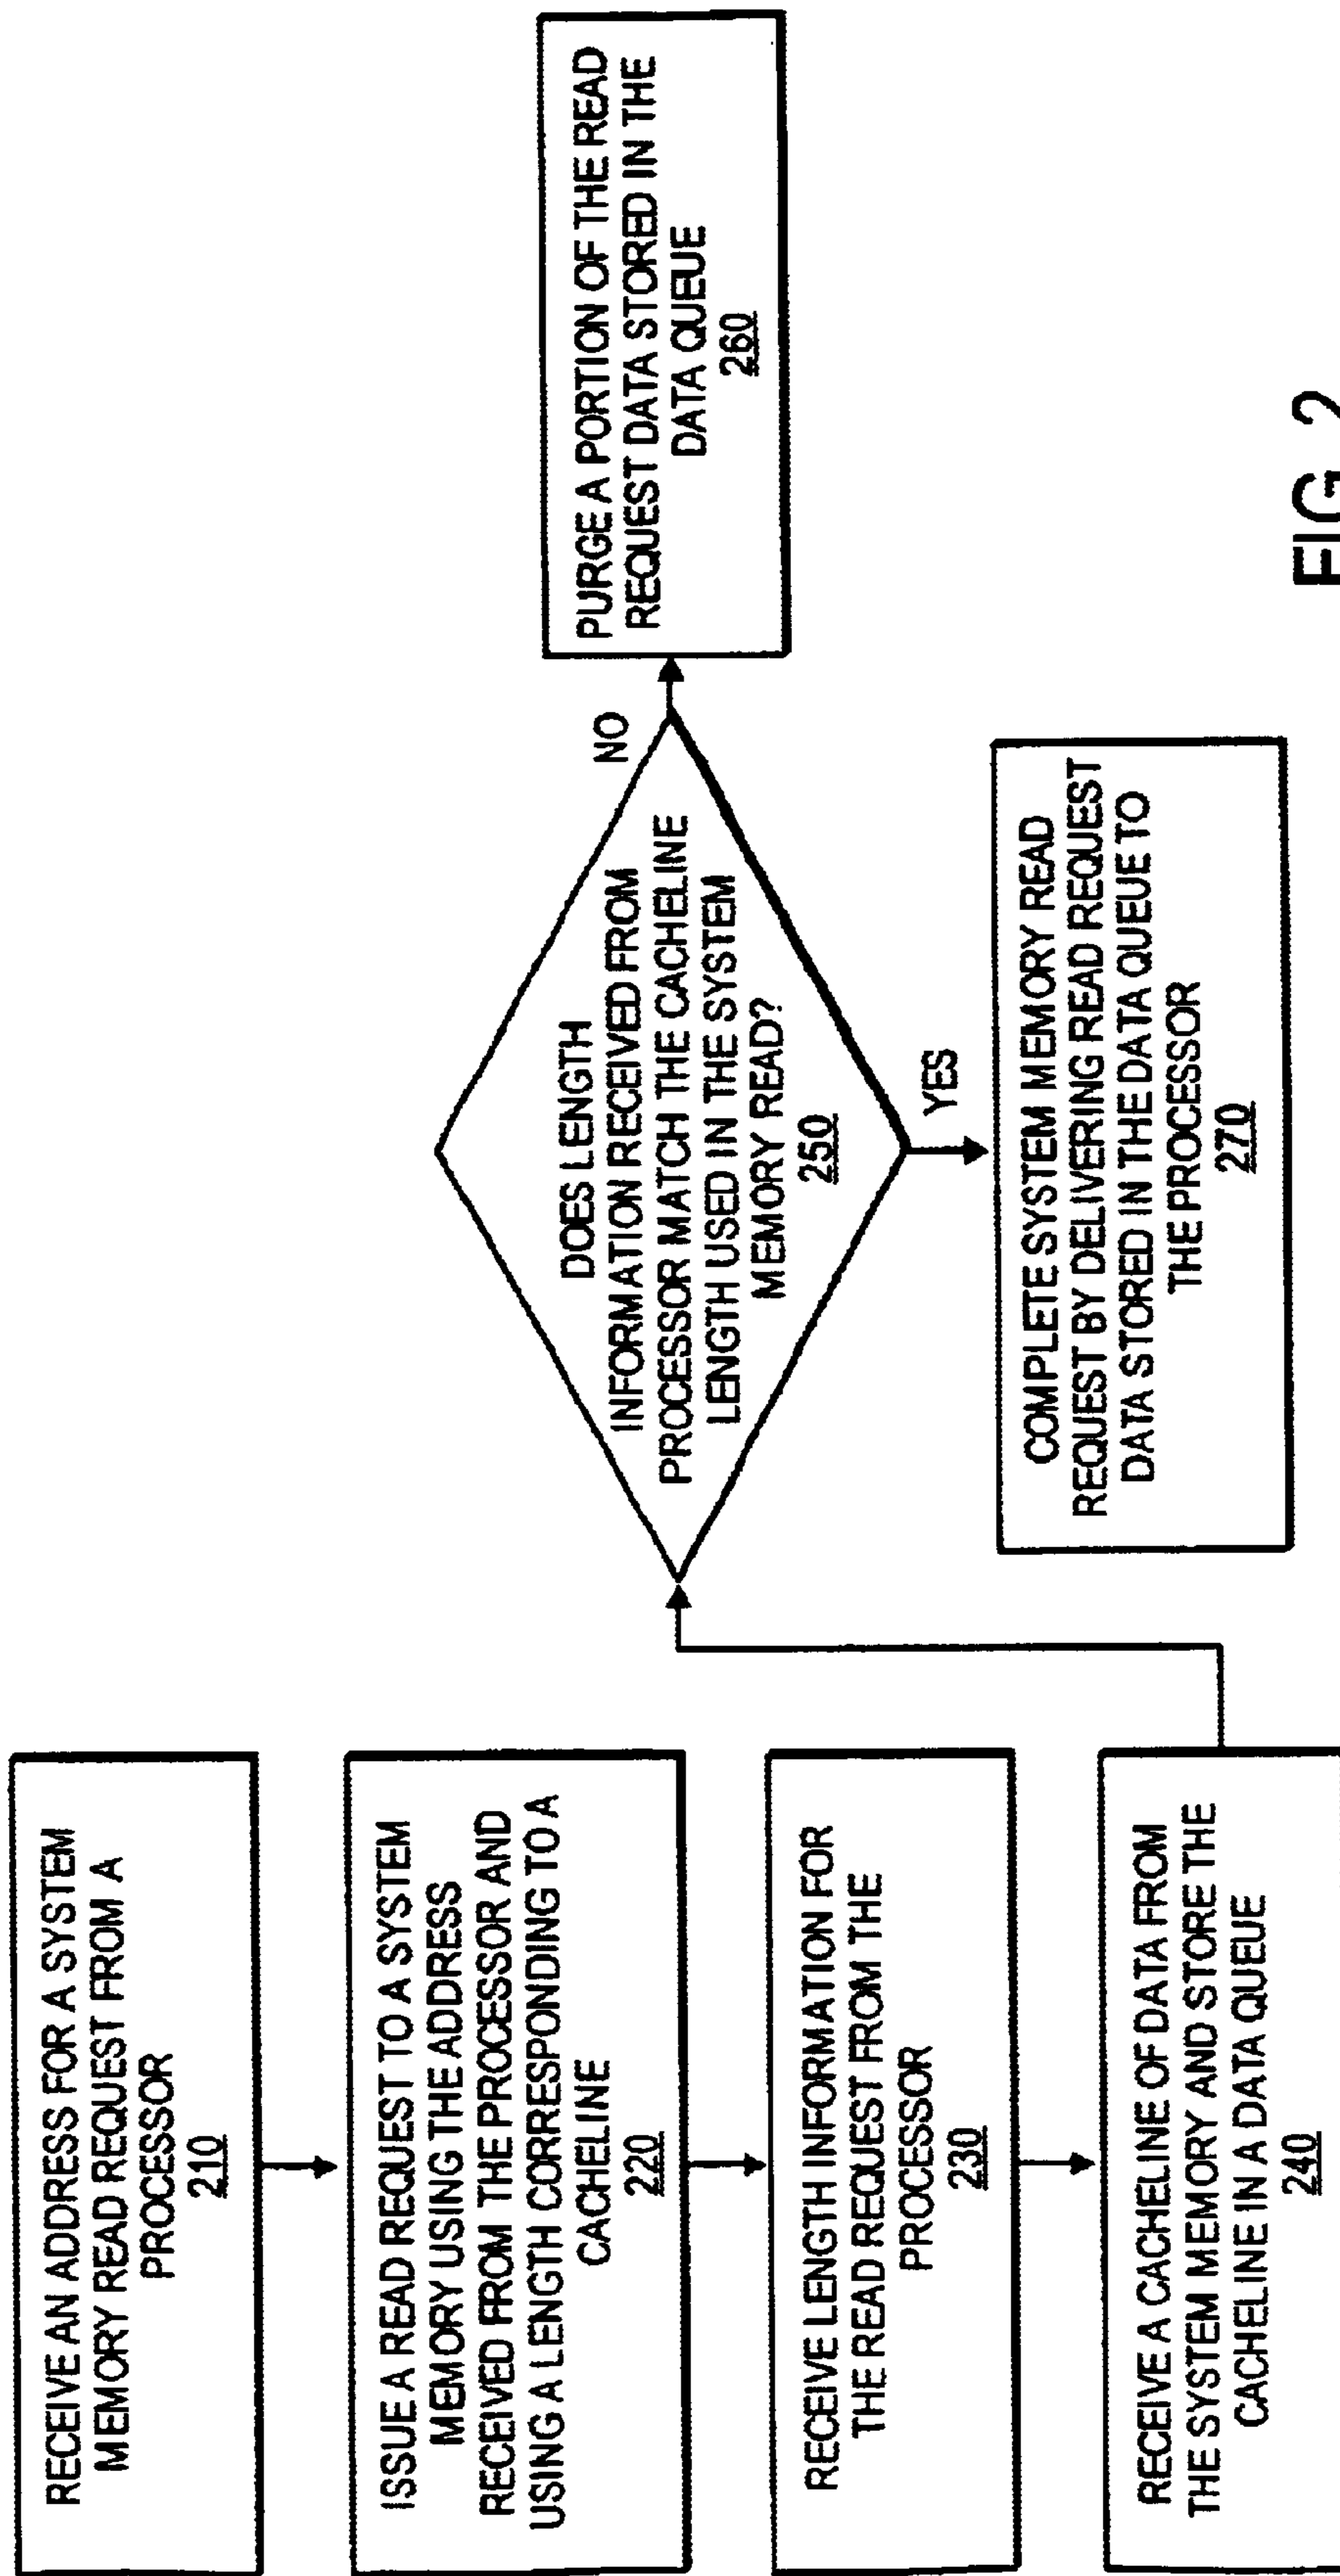 RECEIVE AN ADDRESS FOR A SYSTEM
MEMORY READ REQUEST FROM A
PROCESSOR
210
ISSUE A READ REQUEST TO A SYSTEM
MEMORY USING THE ADDRESS
RECEIVED FROM THE PROCESSOR AND
USING A LENGTH CORRESPONDING TO A
CACHELINE
220
RECEIVE LENGTH INFORMATION FOR
THE READ REQUEST FROM THE
PROCESSOR
230
RECEIVE A CACHELINE OF DATA FROM
THE SYSTEM MEMORY AND STORE THE
CACHELINE IN A DATA QUEUE
240
DOES LENGTH
INFORMATION RECEIVED FROM
PROCESSOR MATCH THE CACHELINE
LENGTH USED IN THE SYSTEM
MEMORY READ?
250
NO
YES
PURGE A PORTION OF THE READ
REQUEST DATA STORED IN THE
DATA QUEUE
260
COMPLETE SYSTEM MEMORY READ
REQUEST BY DELIVERING READ REQUEST
DATA STORED IN THE DATA QUEUE TO
THE PROCESSOR
270
FIG. 2